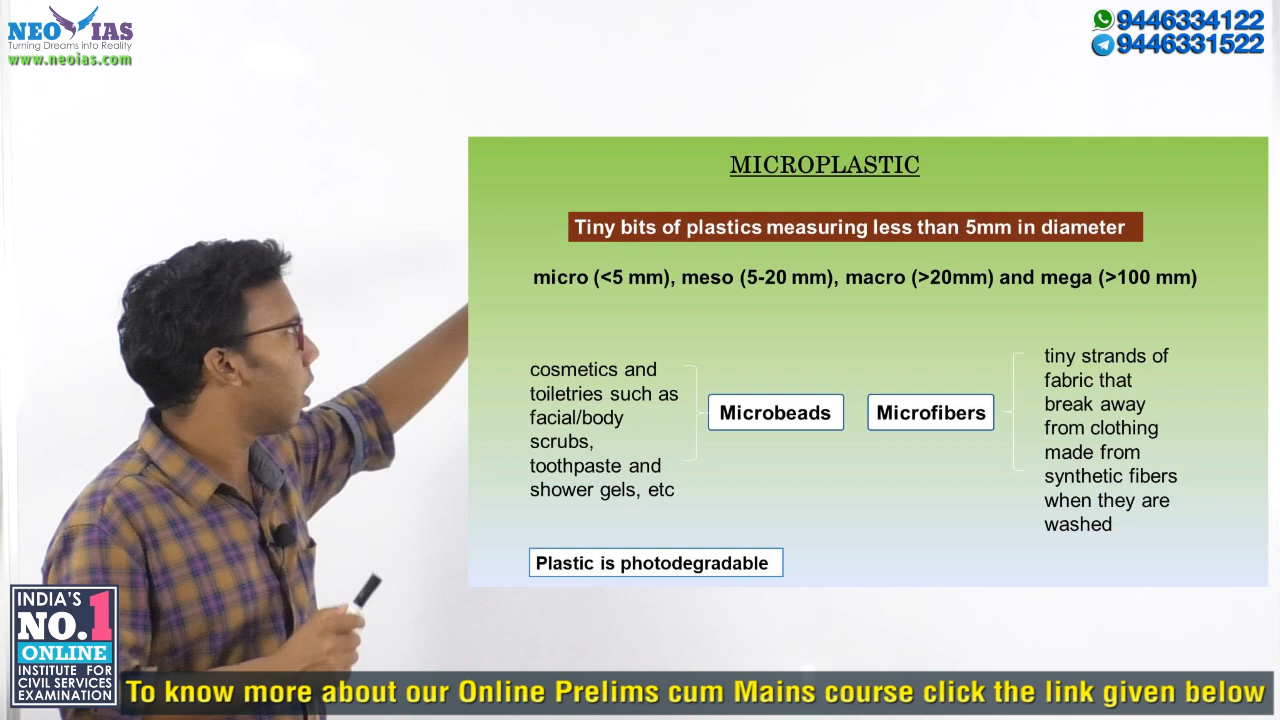 NEO IAS
Turning Dreams into Reality
www.neoias.com
9446334122
9446331522
MICROPLASTIC
Tiny bits of plastics measuring less than 5mm in diameter
micro (<5 mm), meso (5-20 mm), macro (>20mm) and mega (>100 mm)
cosmetics and
toiletries such as
facial/body
scrubs,
toothpaste and
shower gels, etc
Microbeads
Microfibers
tiny strands of
fabric that
break away
from clothing
made from
synthetic fibers
when they are
washed
Plastic is photodegradable
INDIA'S
NO.1
ONLINE
INSTITUTE FOR
CIVIL SERVICES
EXAMINATION
To know more about our Online Prelims cum Mains course click the link given below